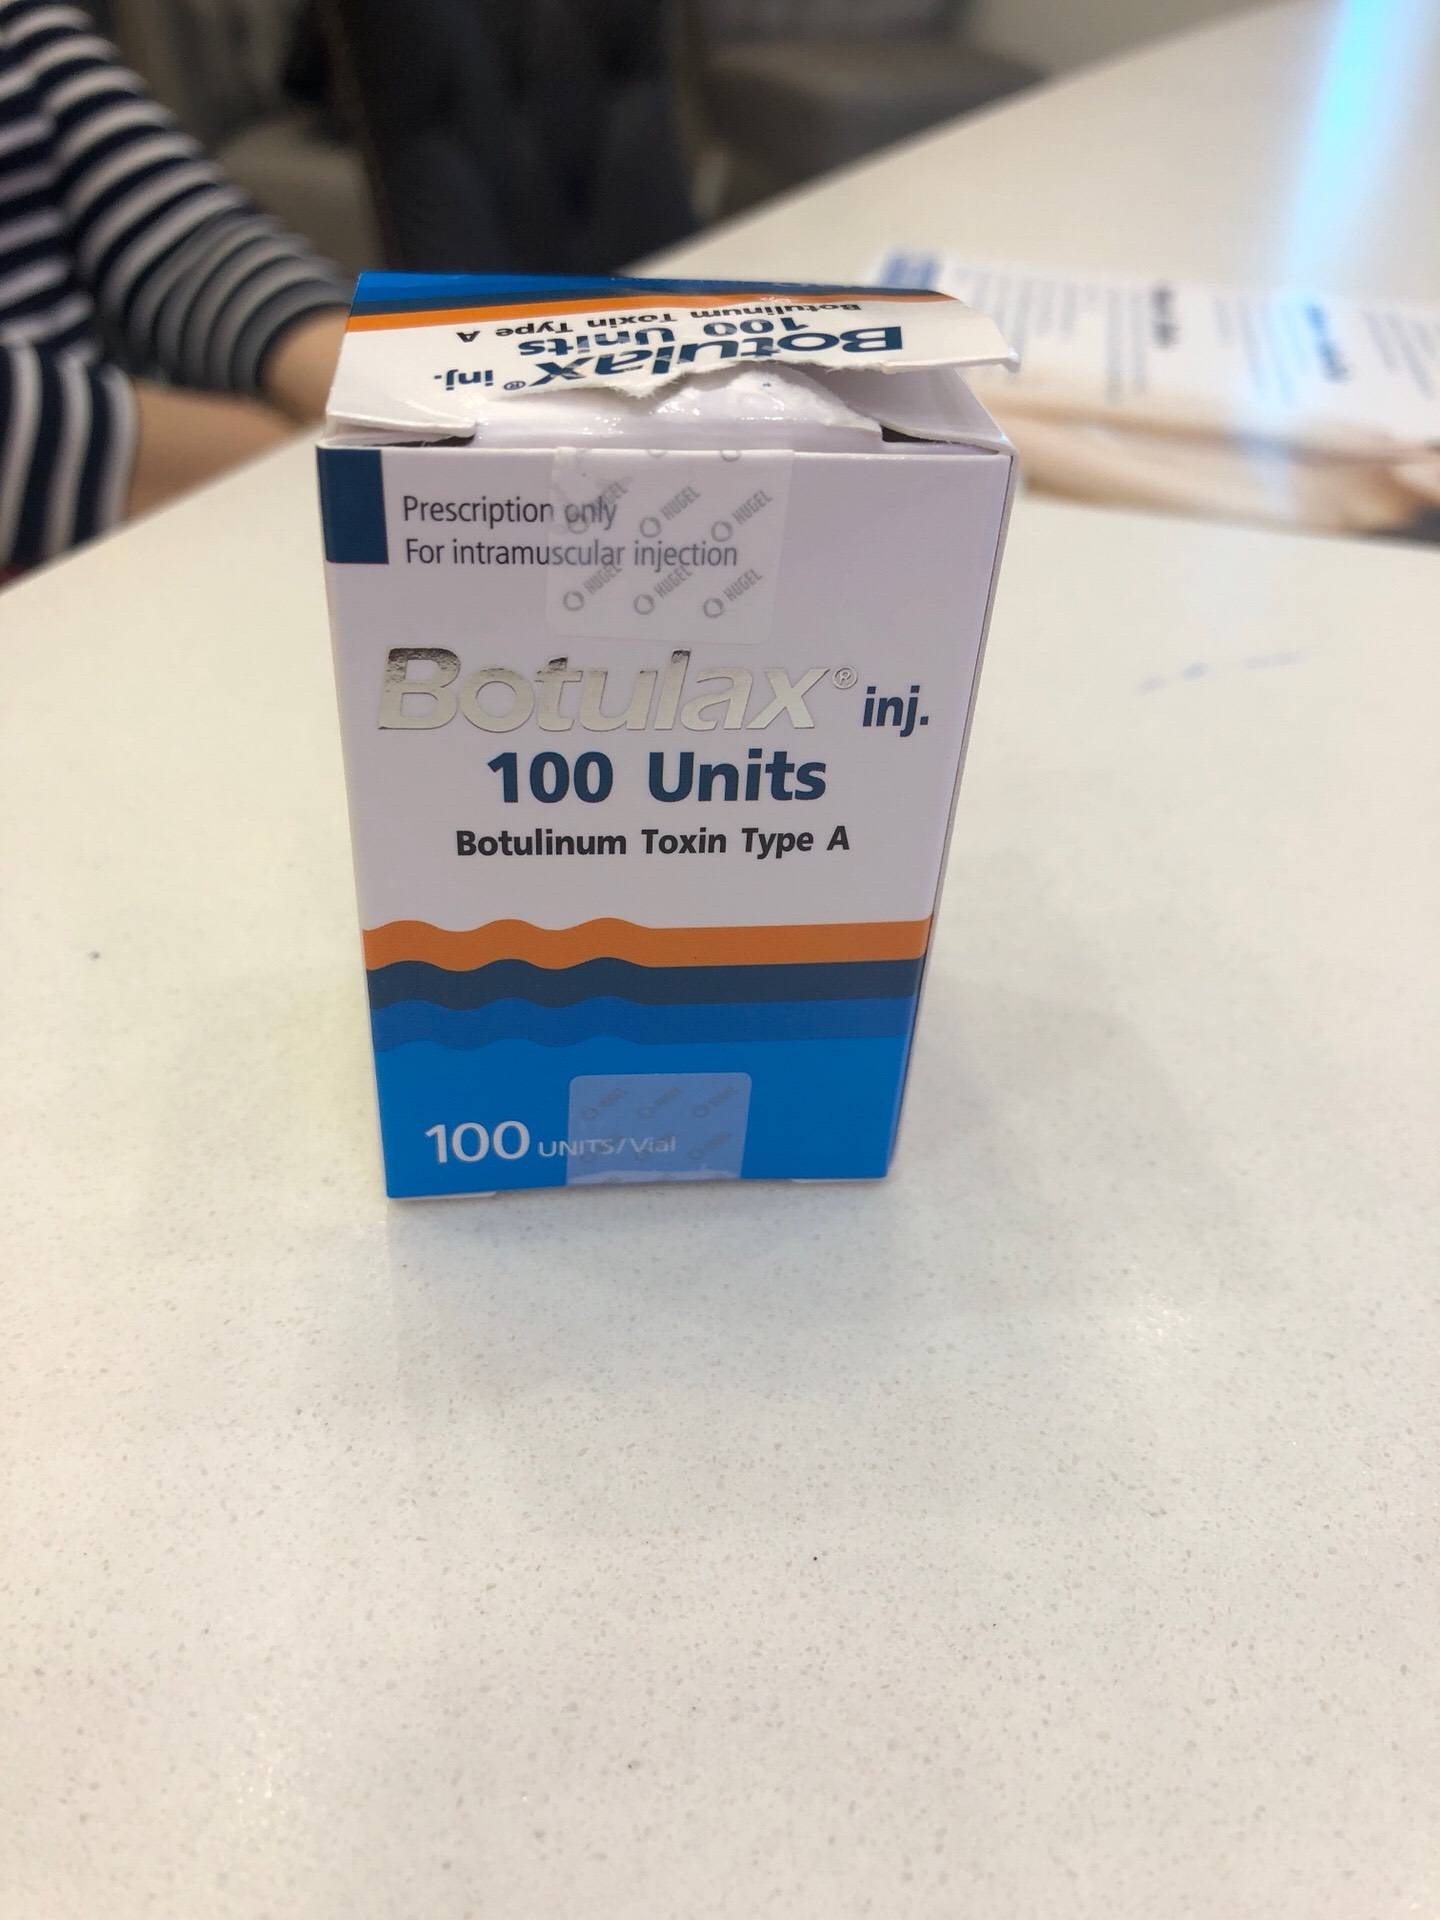 Botulinum Toxin Type A
100 Units
Botulax® inj.
Prescription only
For intramuscular injection
HUGEL
HUGEL
HUGEL
HUGEL
HUGEL
HUGEL
Botulax® inj.
100 Units
Botulinum Toxin Type A
100 UNITS/Vial